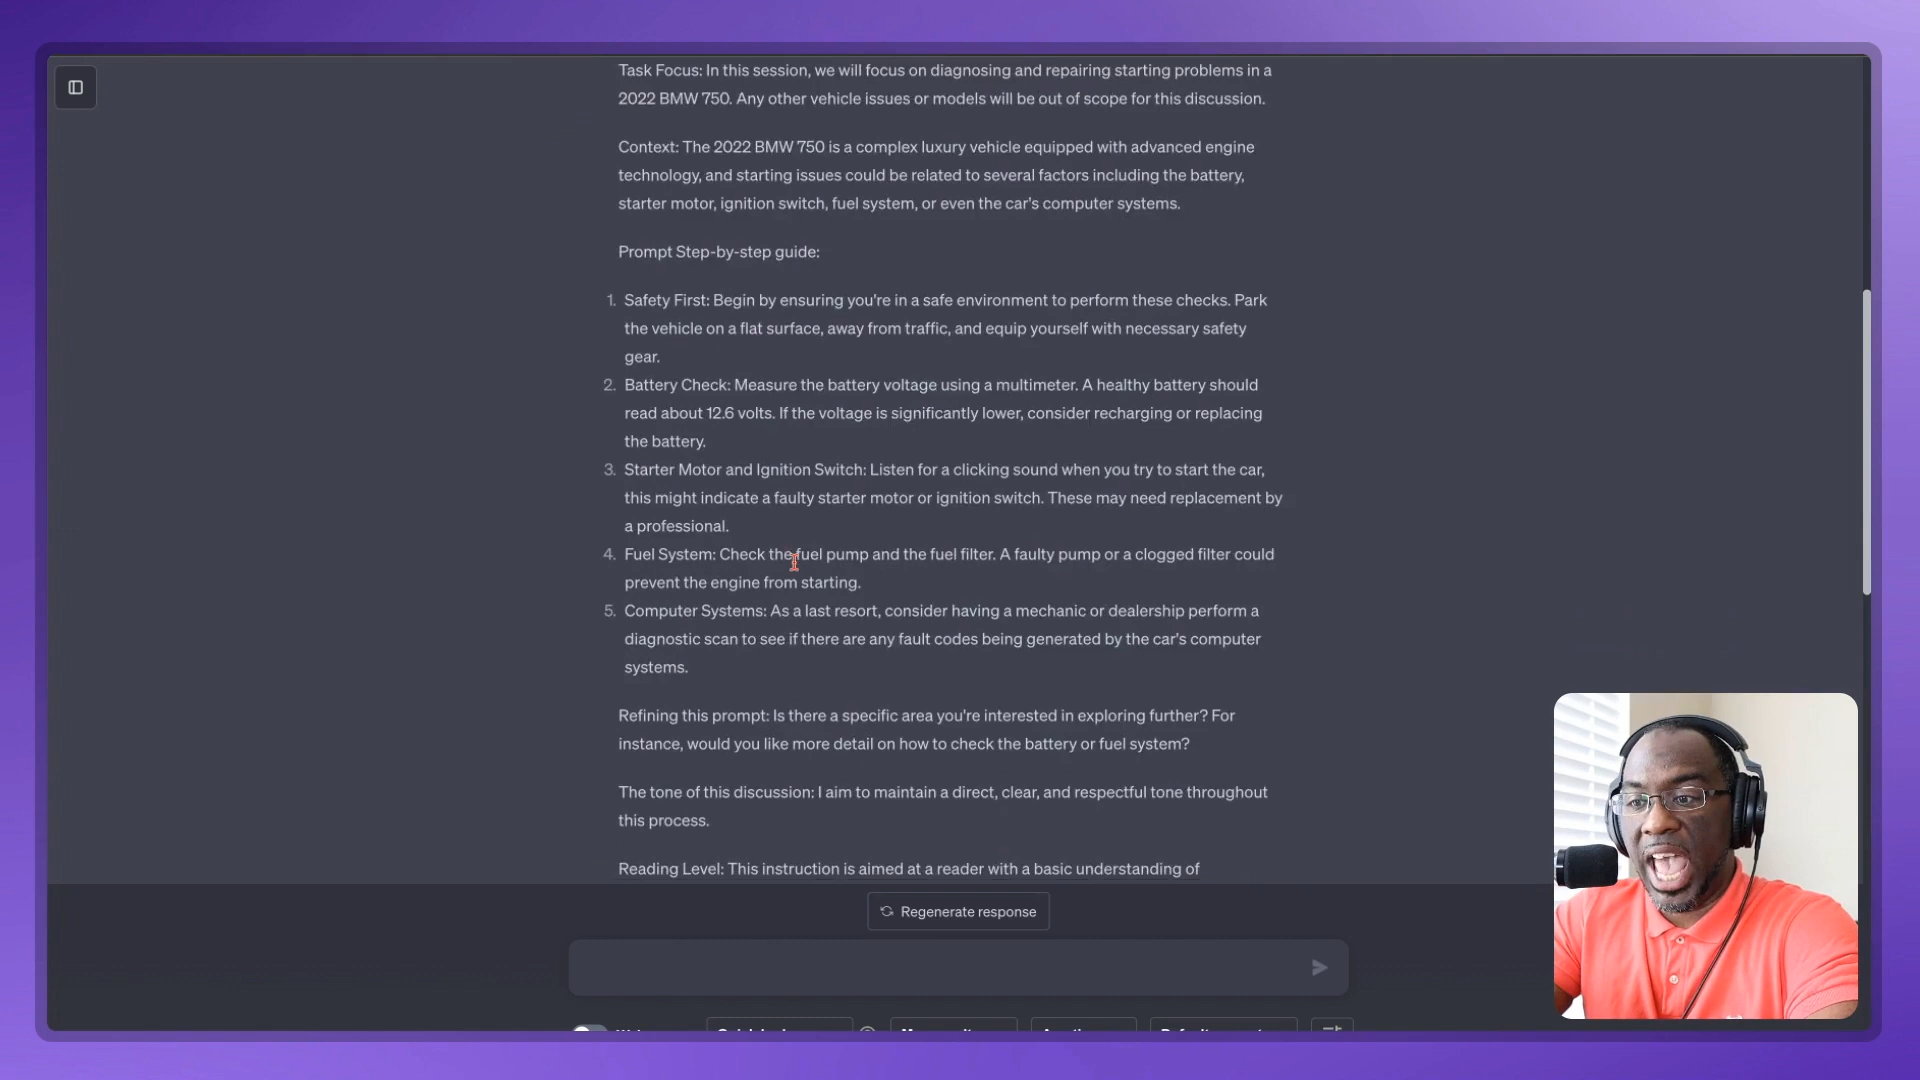 Task Focus: In this session, we will focus on diagnosing and repairing starting problems in a
2022 BMW 750. Any other vehicle issues or models will be out of scope for this discussion.
Context: The 2022 BMW 750 is a complex luxury vehicle equipped with advanced engine
technology, and starting issues could be related to several factors including the battery,
starter motor, ignition switch, fuel system, or even the car's computer systems.
Prompt Step-by-step guide:
1. Safety First: Begin by ensuring you're in a safe environment to perform these checks. Park
the vehicle on a flat surface, away from traffic, and equip yourself with necessary safety
gear.
2. Battery Check: Measure the battery voltage using a multimeter. A healthy battery should
read about 12.6 volts. If the voltage is significantly lower, consider recharging or replacing
the battery.
3. Starter Motor and Ignition Switch: Listen for a clicking sound when you try to start the car,
this might indicate a faulty starter motor or ignition switch. These may need replacement by
a professional.
4. Fuel System: Check the fuel pump and the fuel filter. A faulty pump or a clogged filter could
prevent the engine from starting.
5. Computer Systems: As a last resort, consider having a mechanic or dealership perform a
diagnostic scan to see if there are any fault codes being generated by the car's computer
systems.
Refining this prompt: Is there a specific area you're interested in exploring further? For
instance, would you like more detail on how to check the battery or fuel system?
The tone of this discussion: I aim to maintain a direct, clear, and respectful tone throughout
this process.
Reading Level: This instruction is aimed at a reader with a basic understanding of
Regenerate response